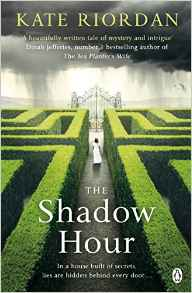 KATE RIORDAN
'A beautifully written tale of mystery and intrigue'
Dinah Jefferies, number 1 bestselling author of
The Tea Planter's Wife
THE
Shadow
Hour
In a house built of secrets,
lies are hidden behind every door...